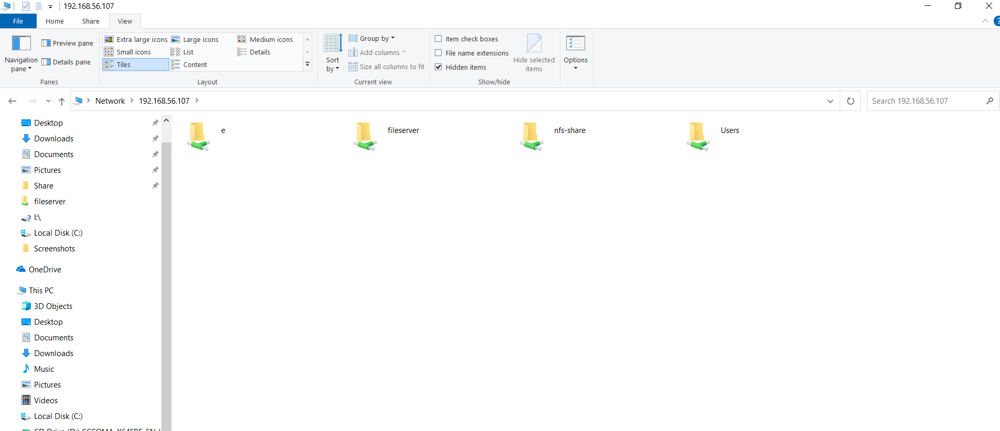 192.168.56.107
File Home Share View
Navigation pane
Preview pane
Details pane
Panes
Extra large icons Large icons Medium icons
Small icons List Details
Tiles Content
Layout
Sort by
Group by
Add columns
Size all columns to fit
Current view
Item check boxes
File name extensions
Hidden items
Hide selected items
Show/hide
Options
Network 192.168.56.107
Search 192.168.56.107
Desktop
Downloads
Documents
Pictures
Share
fileserver
I:\
Local Disk (C:)
Screenshots
OneDrive
This PC
3D Objects
Desktop
Documents
Downloads
Music
Pictures
Videos
Local Disk (C:)
e
fileserver
nfs-share
Users